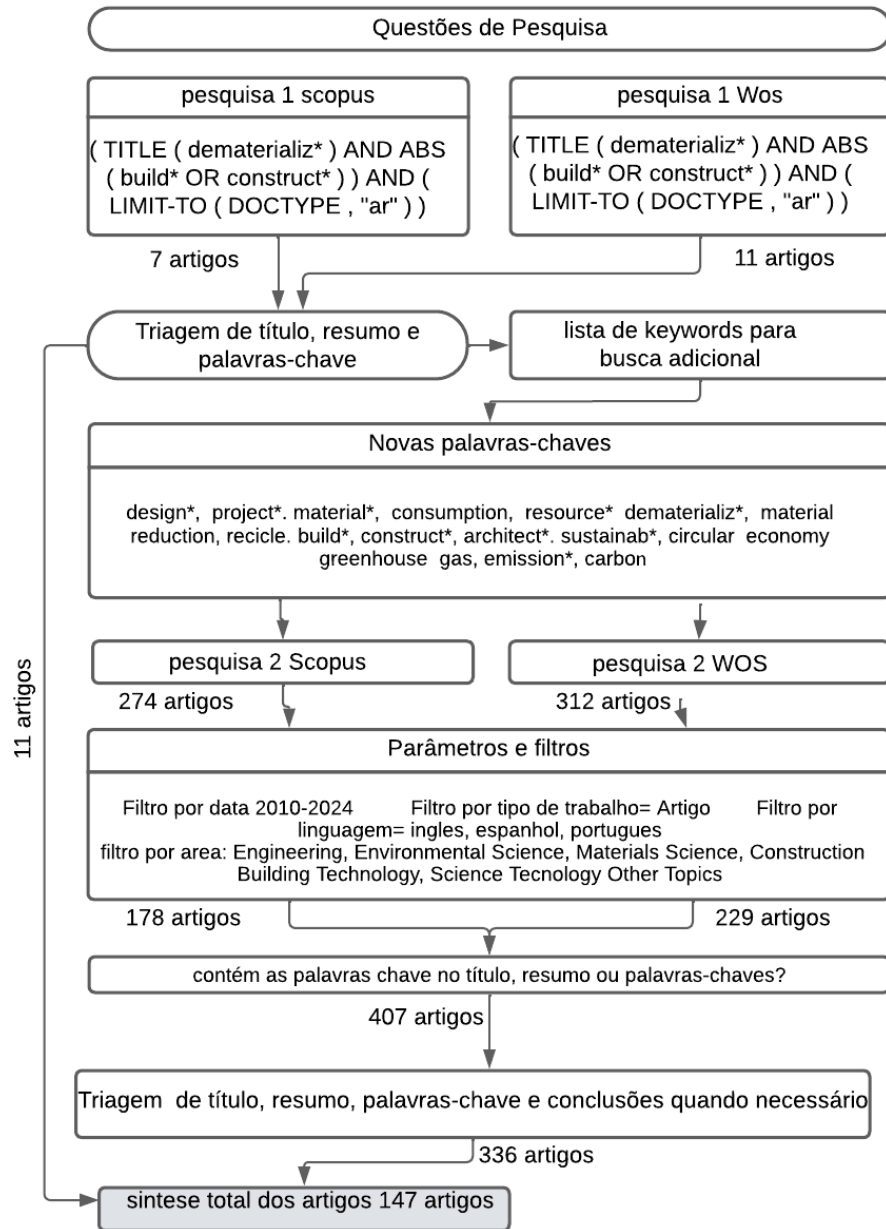 Questões de Pesquisa
pesquisa 1 scopus
( TITLE ( dematerializ* ) AND ABS
( build* OR construct* ) ) AND (
LIMIT-TO ( DOCTYPE , "ar" ) )
pesquisa 1 Wos
( TITLE ( dematerializ* ) AND ABS
( build* OR construct* ) ) AND (
LIMIT-TO ( DOCTYPE , "ar" ) )
7 artigos
11 artigos
Triagem de título, resumo e
palavras-chave
lista de keywords para
busca adicional
Novas palavras-chaves
design*, project*. material*, consumption, resource* dematerializ*, material
reduction, recicle. build*, construct*, architect*. sustainab*, circular economy
greenhouse gas, emission*, carbon
pesquisa 2 Scopus
pesquisa 2 WOS
274 artigos
312 artigos
11 artigos
Parâmetros e filtros
Filtro por data 2010-2024 Filtro por tipo de trabalho= Artigo Filtro por
linguagem= ingles, espanhol, portugues
filtro por area: Engineering, Environmental Science, Materials Science, Construction
Building Technology, Science Tecnology Other Topics
178 artigos
229 artigos
contém as palavras chave no título, resumo ou palavras-chaves?
407 artigos
Triagem de título, resumo, palavras-chave e conclusões quando necessário
336 artigos
sintese total dos artigos 147 artigos